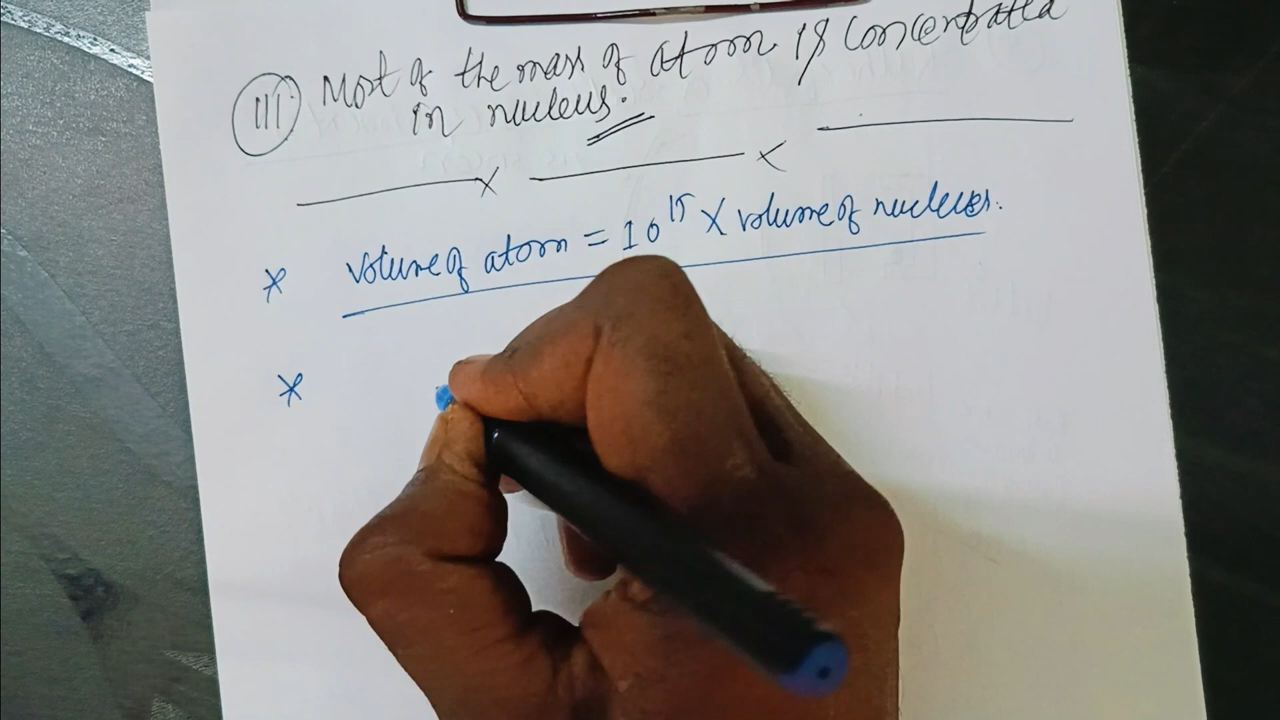 III Most of the mass of atom is concentrated
in nucleus.
* volume of atom = 10^15 X volume of nucleus.
*